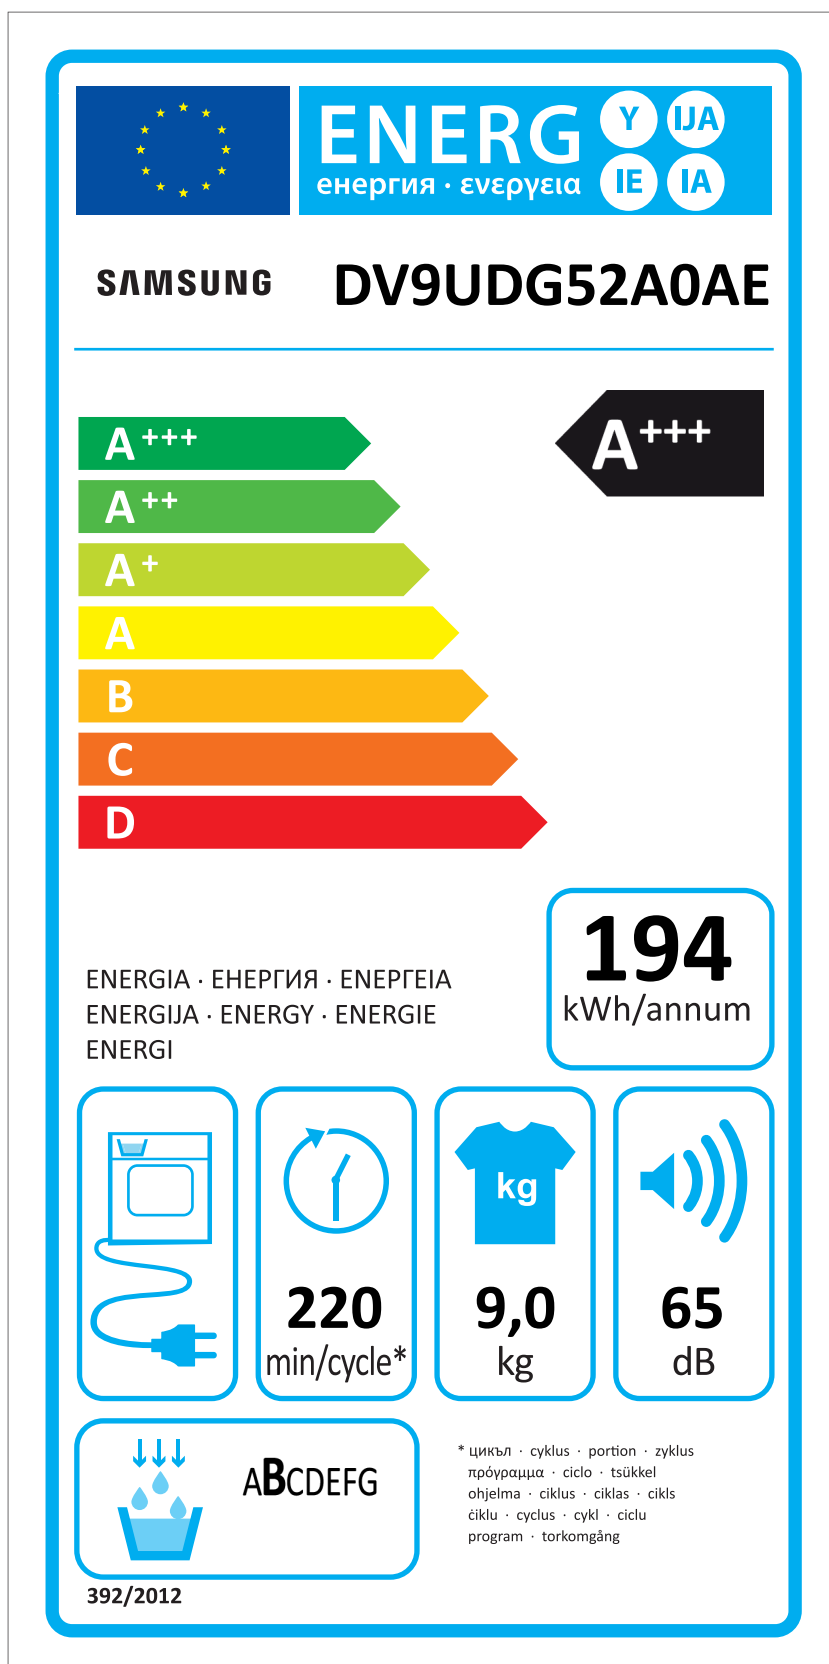 ENERG
енергия · ενεργεια
Y IJA
IE IA
SAMSUNG DV9UDG52A0AE
A+++
A+++
A++
A+
A
B
C
D
194
kWh/annum
ENERGIA · ЕНЕРГИЯ · ΕΝΕΡΓΕΙΑ
ENERGIJA · ENERGY · ENERGIE
ENERGI
220
min/cycle*
kg
9,0
kg
65
dB
ABCDEFG
* цикъл · cyklus · portion · zyklus
πρόγραμμα · ciclo · tsükkel
ohjelma · ciklus · ciklas · cikls
ċiklu · cyclus · cykl · ciclu
program · torkomgång
392/2012